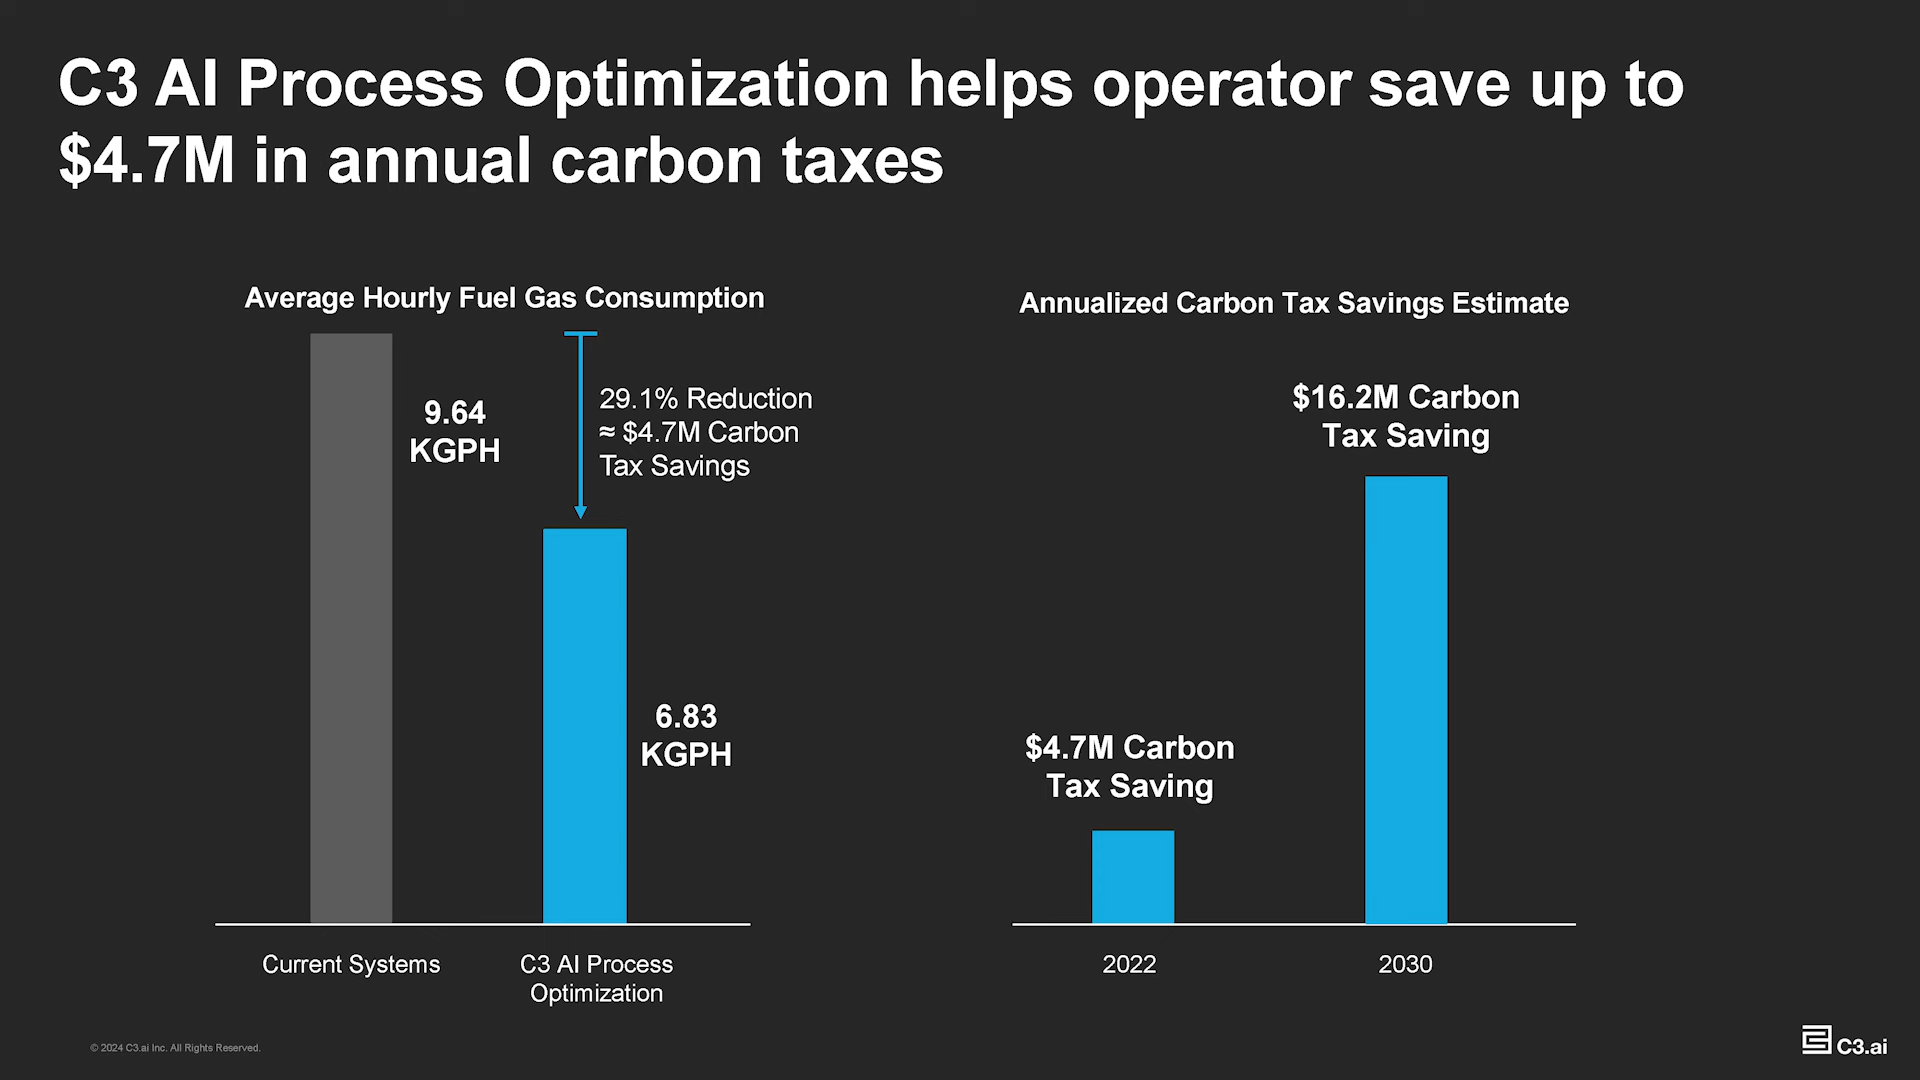 C3 AI Process Optimization helps operator save up to
$4.7M in annual carbon taxes
Average Hourly Fuel Gas Consumption
9.64
KGPH
29.1% Reduction
≈ $4.7M Carbon
Tax Savings
6.83
KGPH
Current Systems
C3 AI Process
Optimization
Annualized Carbon Tax Savings Estimate
$16.2M Carbon
Tax Saving
$4.7M Carbon
Tax Saving
2022
2030
© 2024 C3.ai Inc. All Rights Reserved.
C3.ai